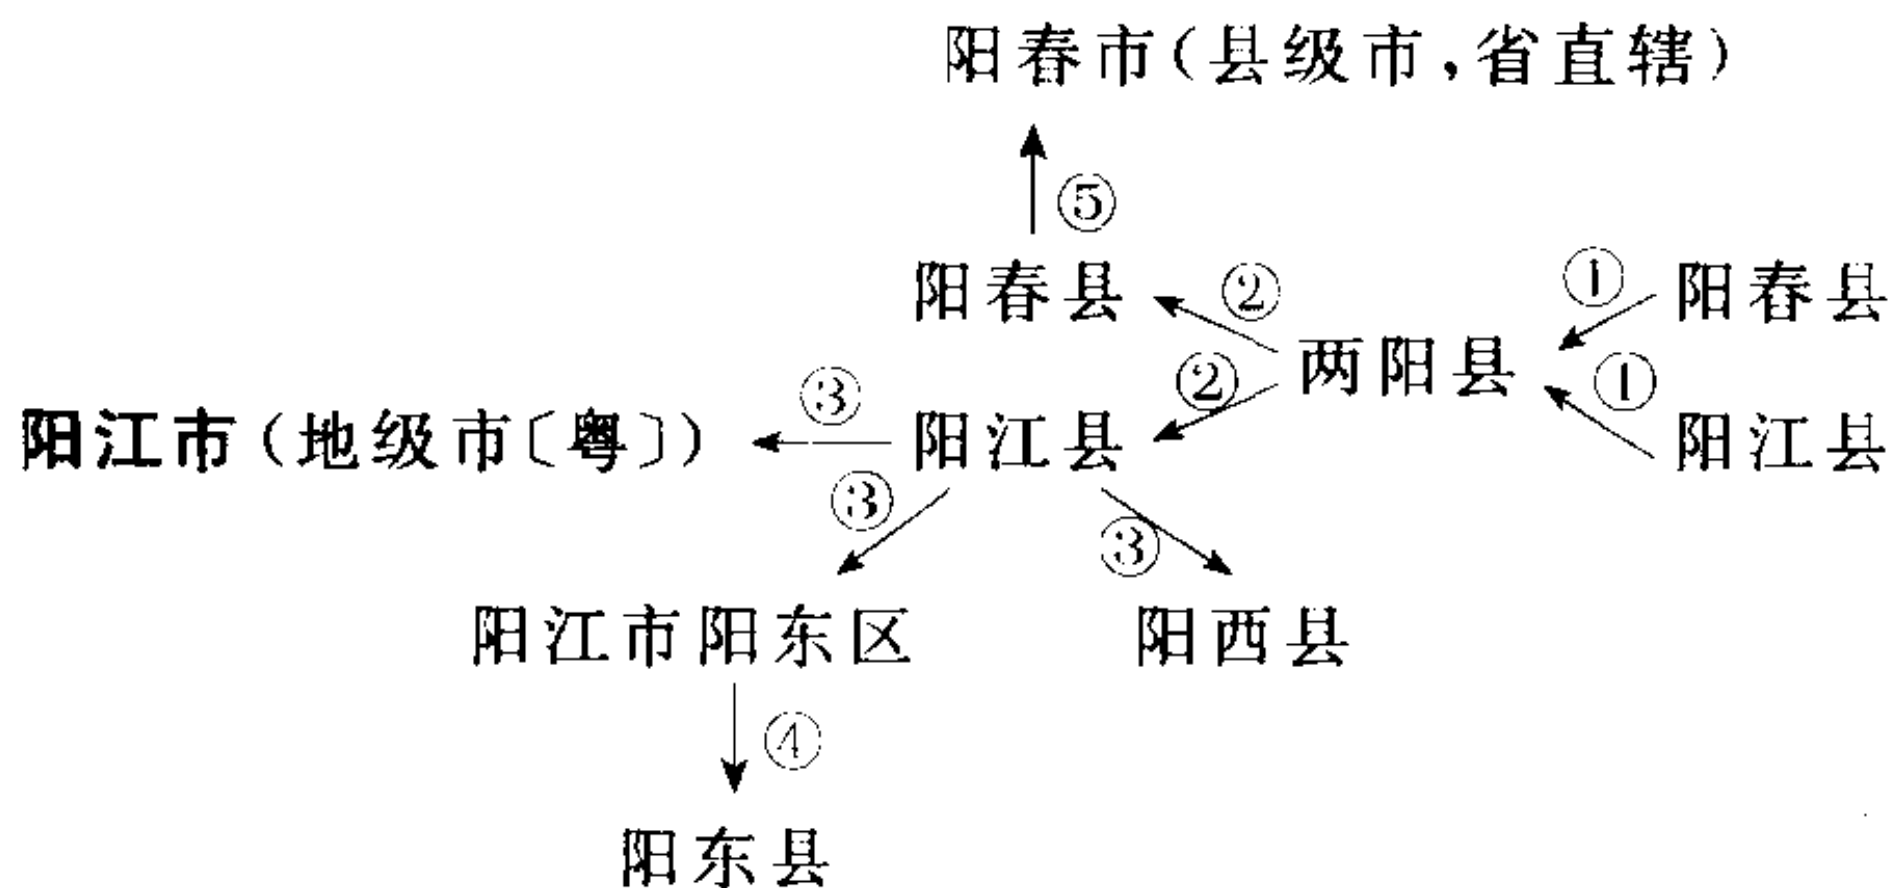 阳春市(县级市,省直辖)
⑤
阳春县 ② ① 阳春县
两阳县
阳江市(地级市〔粤〕) ③ 阳江县 ② ① 阳江县
③ ③
阳江市阳东区 阳西县
④
阳东县